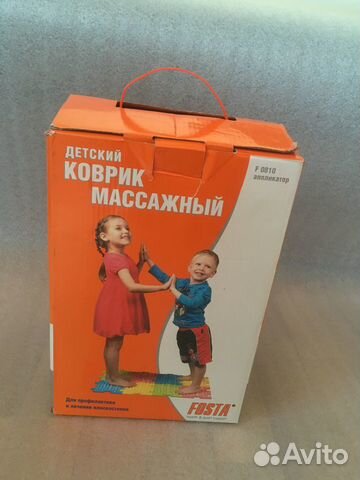 ДЕТСКИЙ
КОВРИК
МАССАЖНЫЙ
F 0810
аппликатор
Для профилактики
и лечения плоскостопия
FOSTA®
Avito